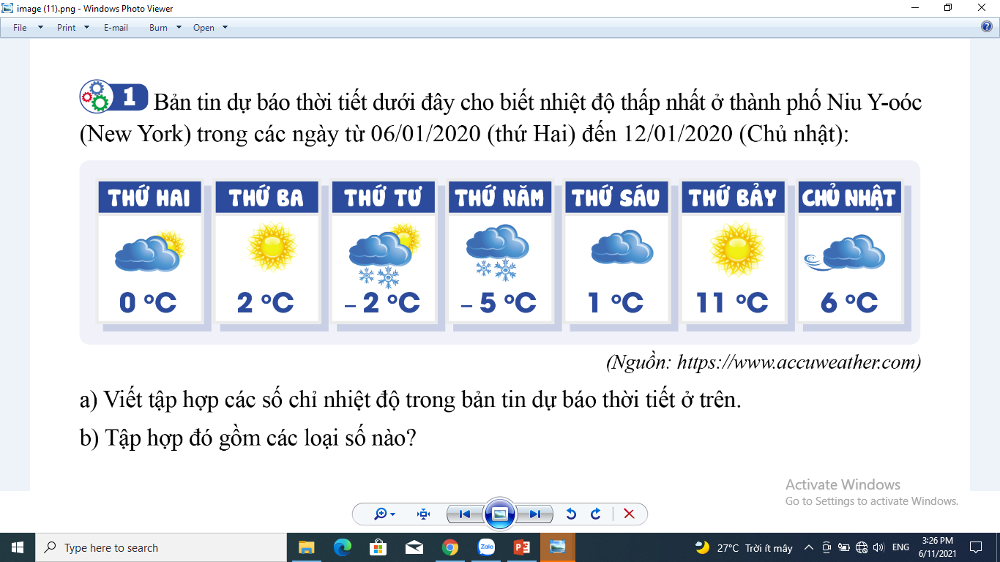 image (11).png - Windows Photo Viewer
File Print E-mail Burn Open
1 Bản tin dự báo thời tiết dưới đây cho biết nhiệt độ thấp nhất ở thành phố Niu Y-oóc
(New York) trong các ngày từ 06/01/2020 (thứ Hai) đến 12/01/2020 (Chủ nhật):
THỨ HAI THỨ BA THỨ TƯ THỨ NĂM THỨ SÁU THỨ BẢY CHỦ NHẬT
0 °C 2 °C – 2 °C – 5 °C 1 °C 11 °C 6 °C
(Nguồn: https://www.accuweather.com)
a) Viết tập hợp các số chỉ nhiệt độ trong bản tin dự báo thời tiết ở trên.
b) Tập hợp đó gồm các loại số nào?
Activate Windows
Go to Settings to activate Windows.
Type here to search
Zalo
27°C Trời ít mây
ENG
3:26 PM
6/11/2021